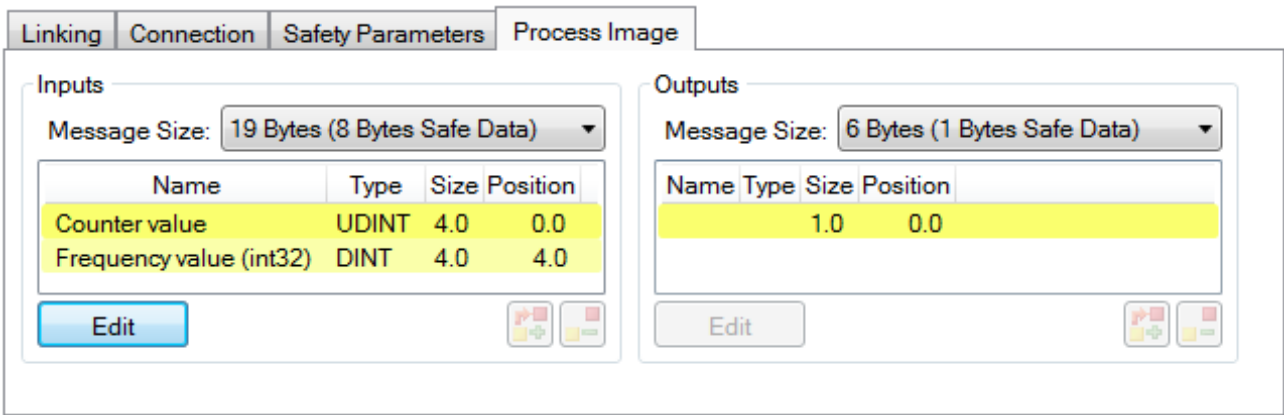 Linking Connection Safety Parameters Process Image
Inputs
Message Size: 19 Bytes (8 Bytes Safe Data)
Name Type Size Position
Counter value UDINT 4.0 0.0
Frequency value (int32) DINT 4.0 4.0
Edit
Outputs
Message Size: 6 Bytes (1 Bytes Safe Data)
Name Type Size Position
1.0 0.0
Edit